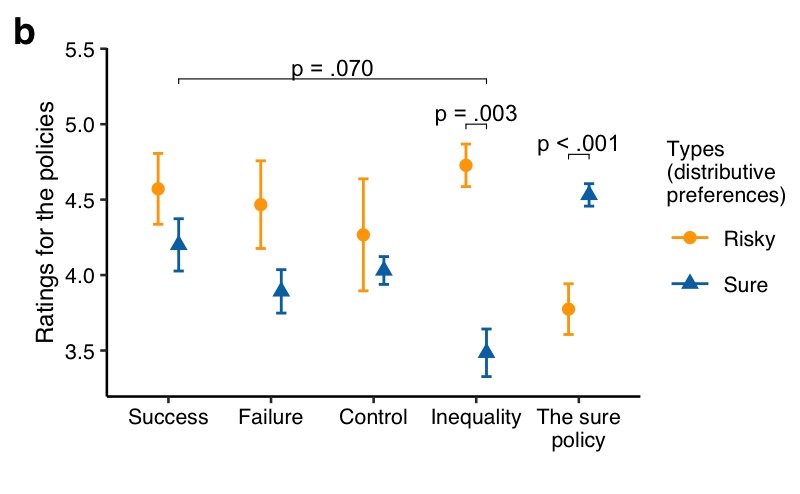 b
5.5
5.0
4.5
4.0
3.5
Ratings for the policies
p = .070
p = .003
p < .001
Success
Failure
Control
Inequality
The sure
policy
Types
(distributive
preferences)
Risky
Sure